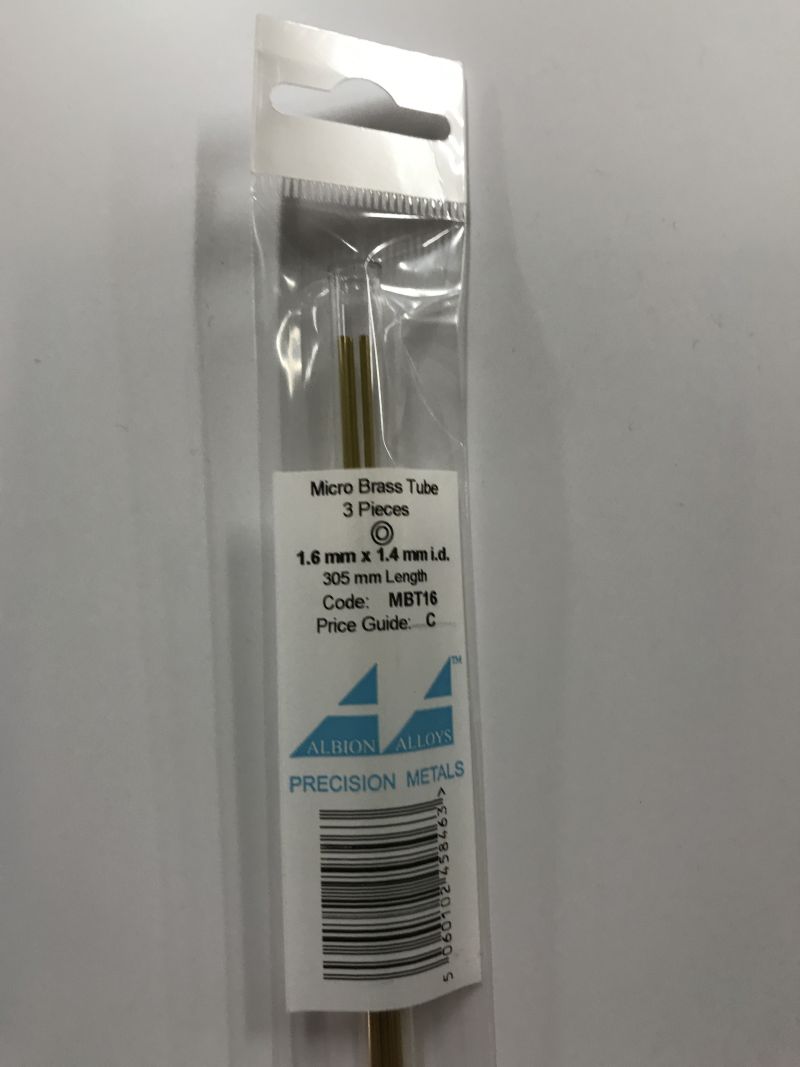 Micro Brass Tube
3 Pieces
1.6 mm x 1.4 mm i.d.
305 mm Length
Code: MBT16
Price Guide: C
TM
ALBION ALLOYS
PRECISION METALS
5 060102 458463 >